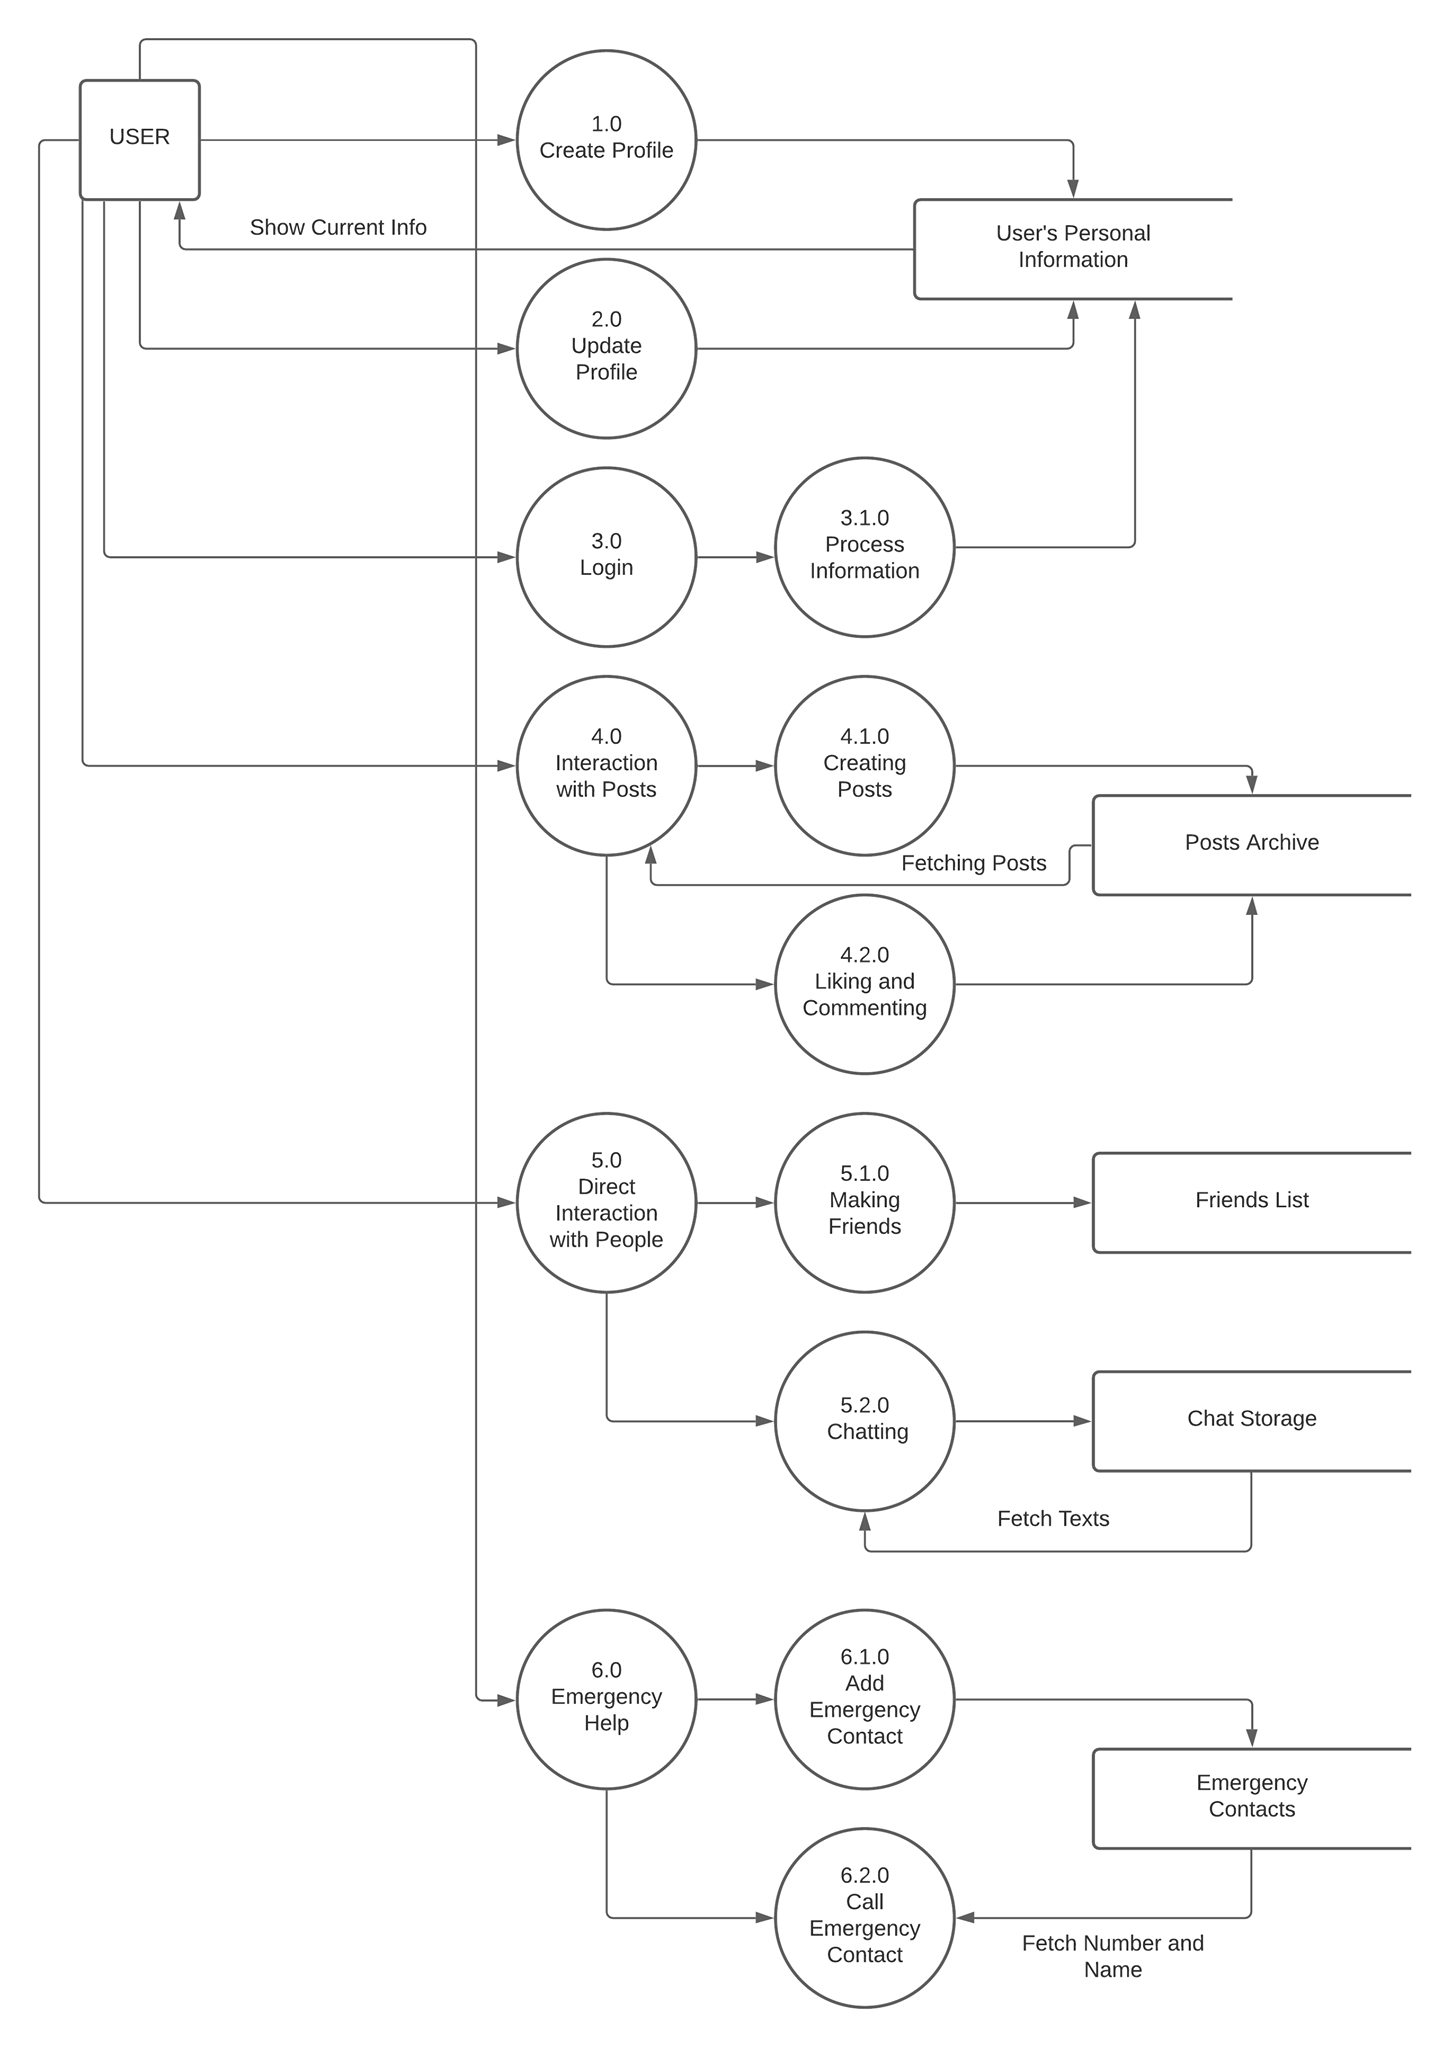 USER
1.0
Create Profile
Show Current Info
User's Personal
Information
2.0
Update
Profile
3.0
Login
3.1.0
Process
Information
4.0
Interaction
with Posts
4.1.0
Creating
Posts
Posts Archive
Fetching Posts
4.2.0
Liking and
Commenting
5.0
Direct
Interaction
with People
5.1.0
Making
Friends
Friends List
5.2.0
Chatting
Chat Storage
Fetch Texts
6.0
Emergency
Help
6.1.0
Add
Emergency
Contact
Emergency
Contacts
6.2.0
Call
Emergency
Contact
Fetch Number and
Name